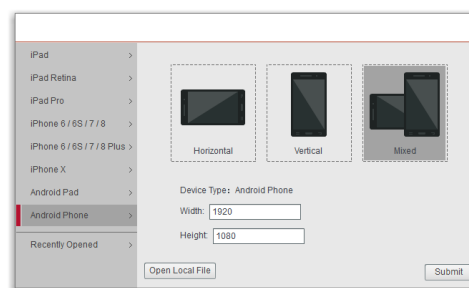 iPad
iPad Retina
iPad Pro
iPhone 6 / 6S / 7 / 8
iPhone 6 / 6S / 7 / 8 Plus
iPhone X
Android Pad
Android Phone
Recently Opened
Horizontal
Vertical
Mixed
Device Type: Android Phone
Width: 1920
Height: 1080
Open Local File
Submit